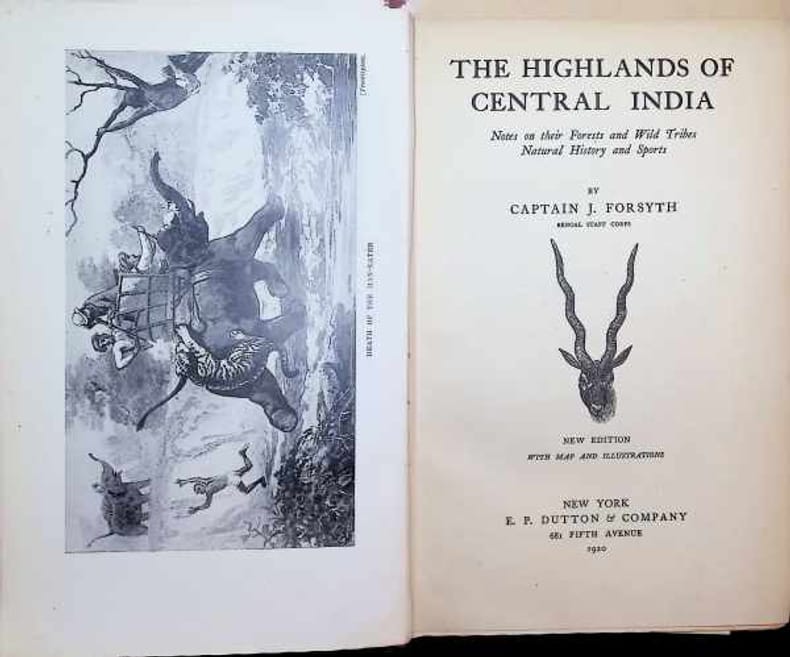 [Frontispiece.
DEATH OF THE MAN-EATER
THE HIGHLANDS OF
CENTRAL INDIA
Notes on their Forests and Wild Tribes
Natural History and Sports
BY
CAPTAIN J. FORSYTH
BENGAL STAFF CORPS
NEW EDITION
WITH MAP AND ILLUSTRATIONS
NEW YORK
E. P. DUTTON & COMPANY
681 FIFTH AVENUE
1920